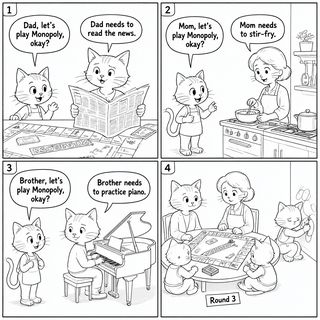 1
Dad, let's
play Monopoly,
okay?
Dad needs to
read the news.
2
Mom, let's
play Monopoly,
okay?
Mom needs
to stir-fry.
3
Brother, let's
play Monopoly,
okay?
Brother needs
to practice piano.
4
Round 3